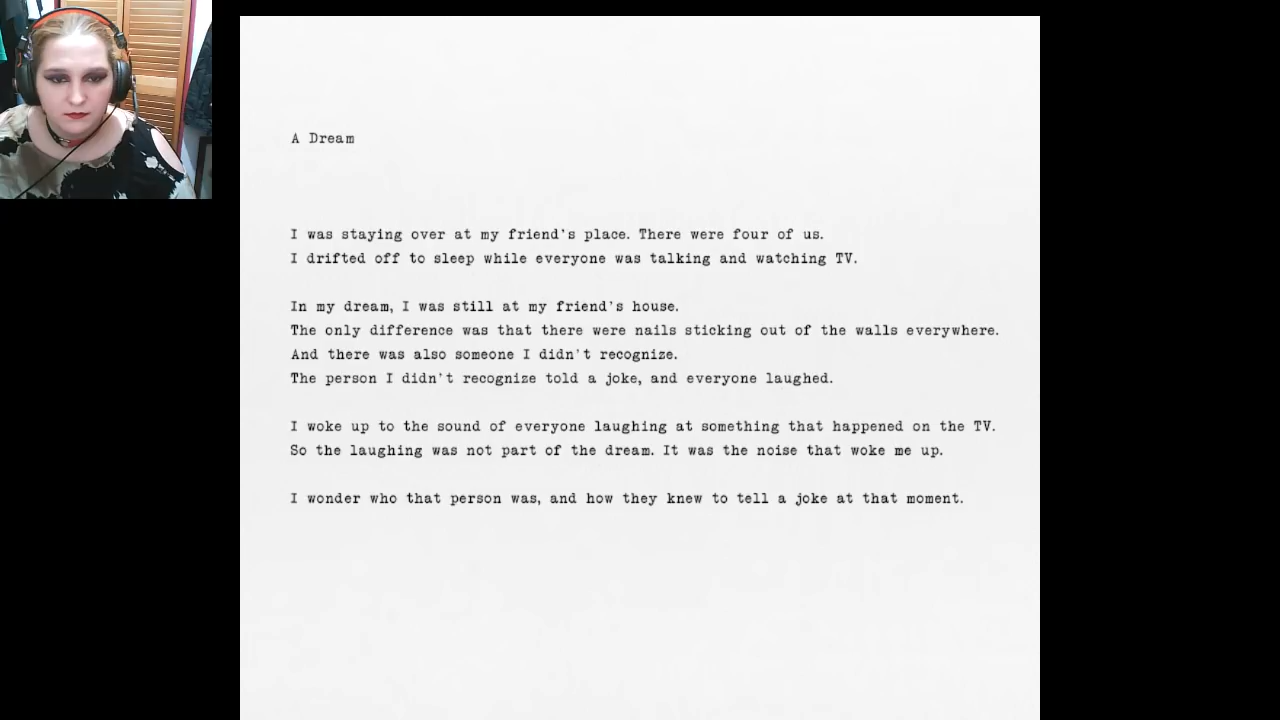 A Dream
I was staying over at my friend's place. There were four of us.
I drifted off to sleep while everyone was talking and watching TV.
In my dream, I was still at my friend's house.
The only difference was that there were nails sticking out of the walls everywhere.
And there was also someone I didn't recognize.
The person I didn't recognize told a joke, and everyone laughed.
I woke up to the sound of everyone laughing at something that happened on the TV.
So the laughing was not part of the dream. It was the noise that woke me up.
I wonder who that person was, and how they knew to tell a joke at that moment.